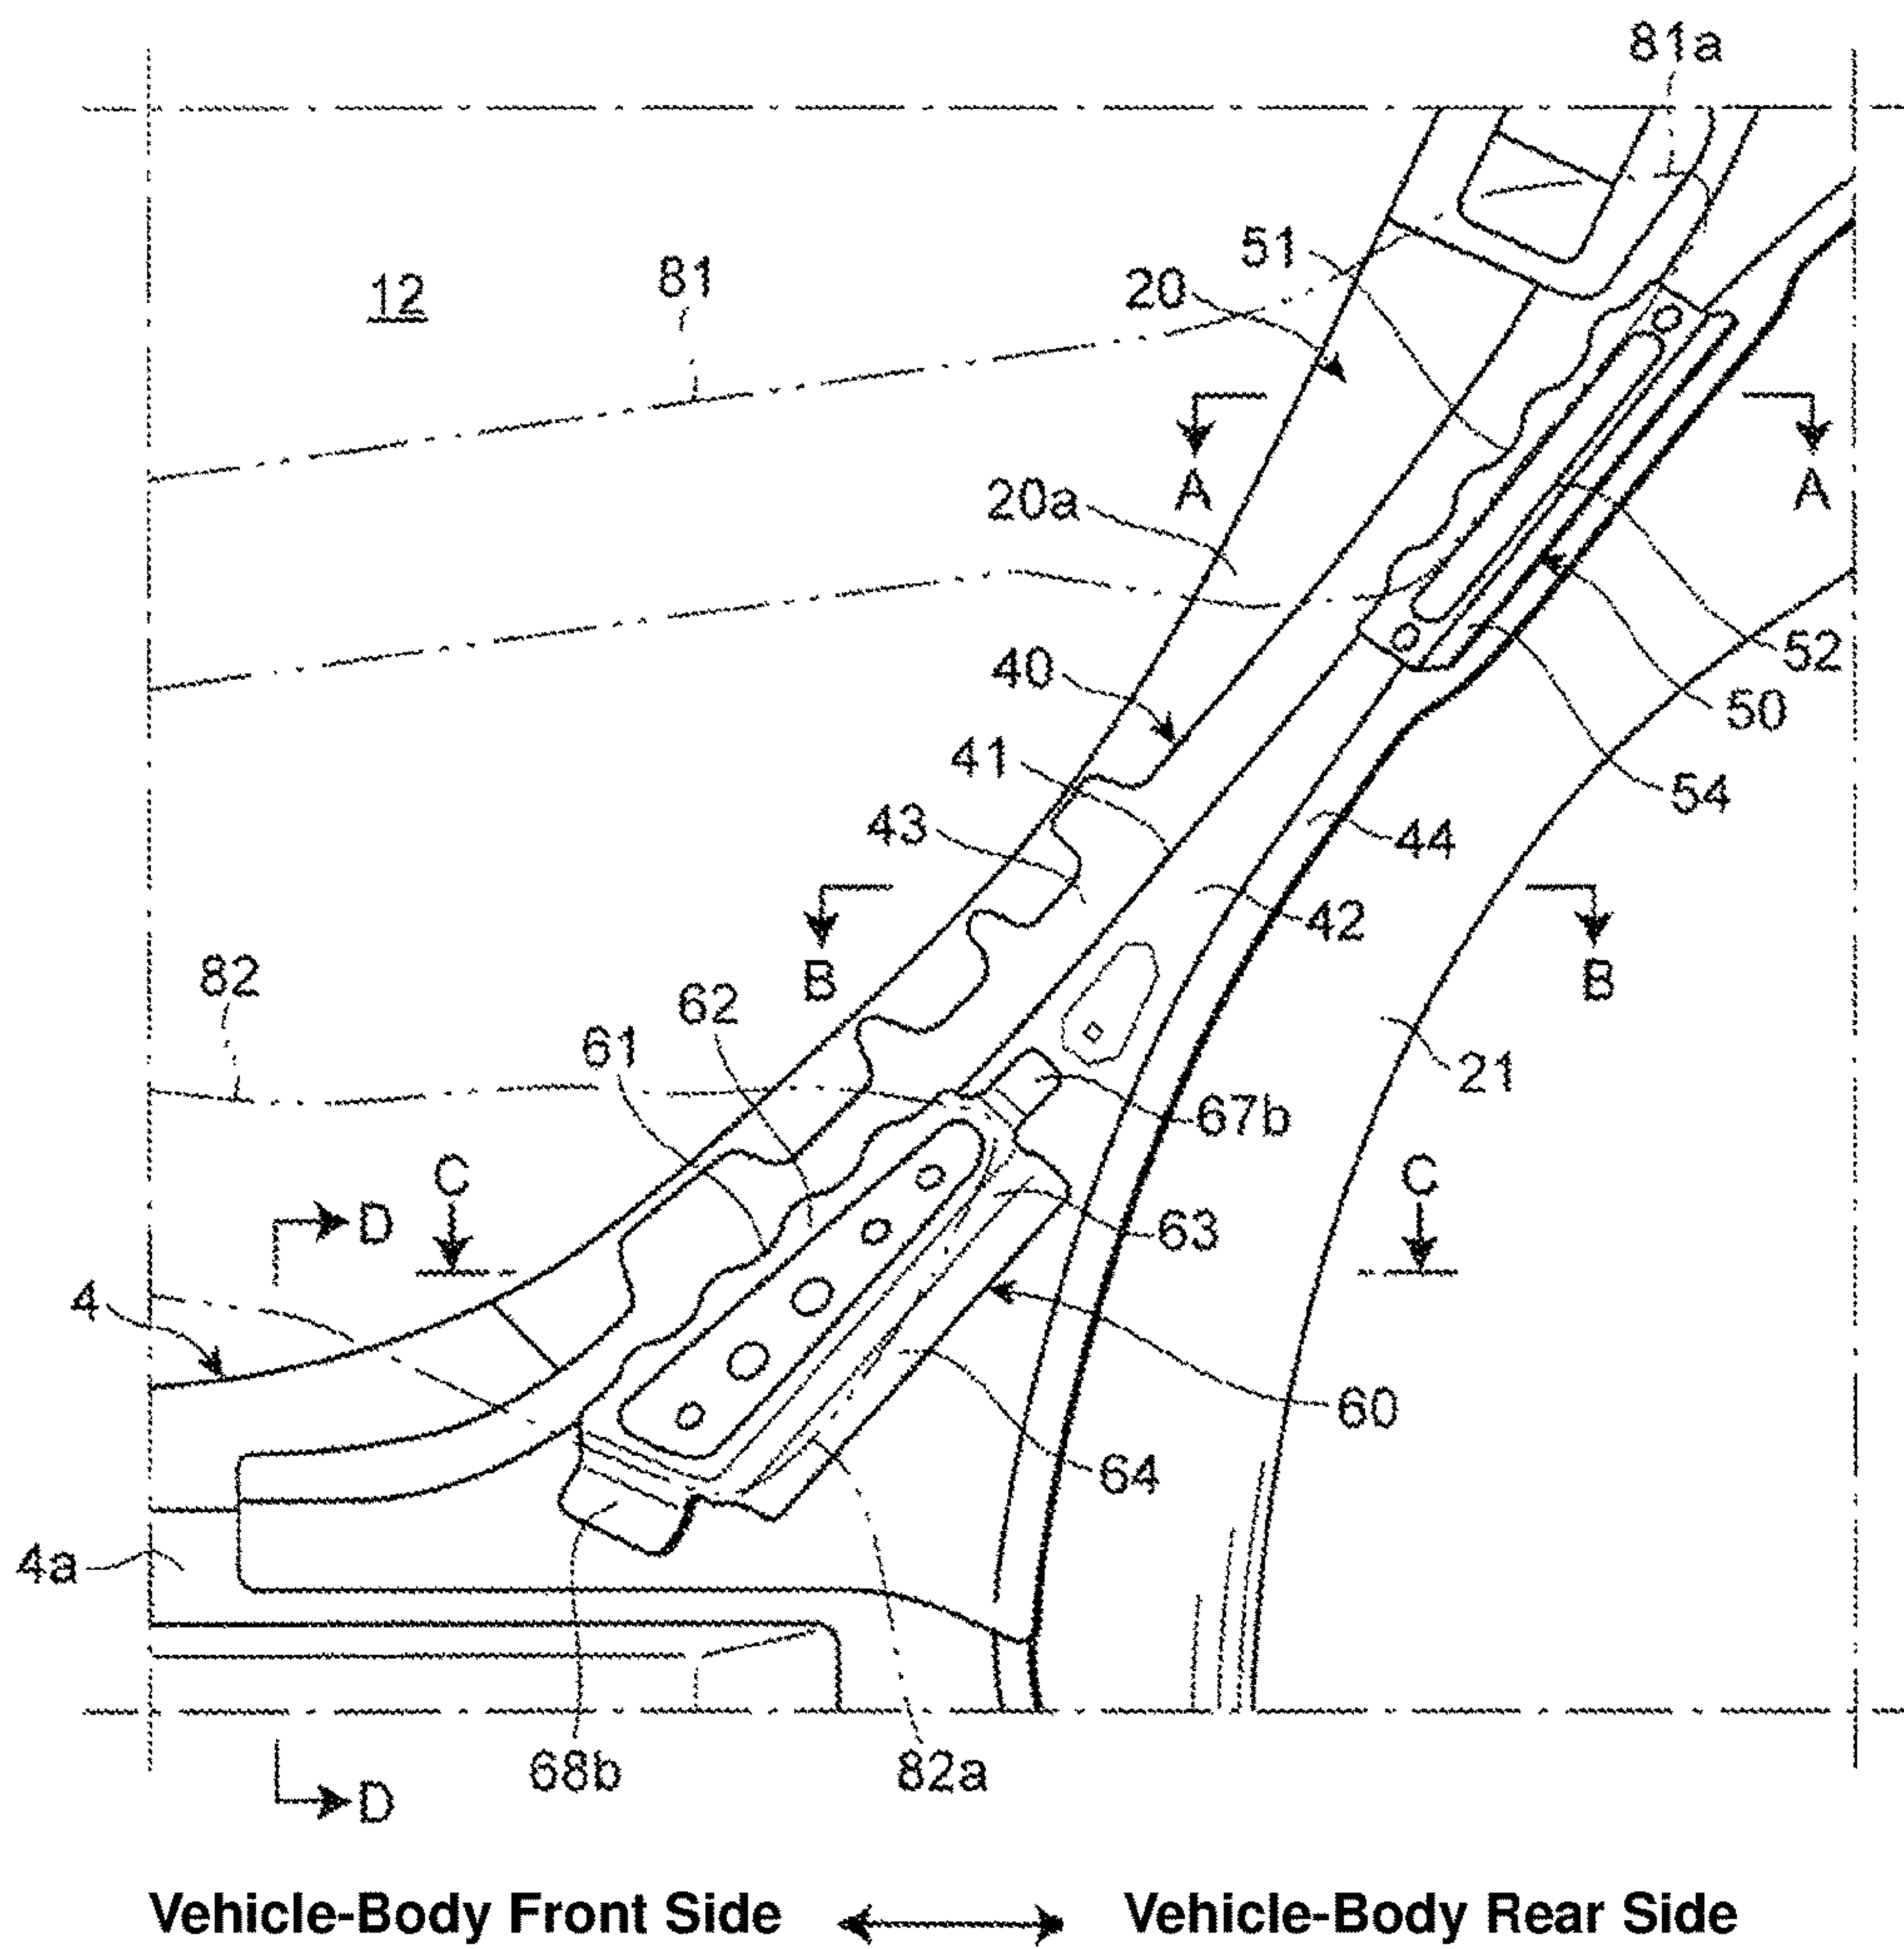 81a
51
12
81
20
A
A
20a
52
40
50
41
54
43
44
42
B
B
82
62
61
21
67b
C
C
D
63
4
60
64
4a
68b
82a
D
Vehicle-Body Front Side
Vehicle-Body Rear Side